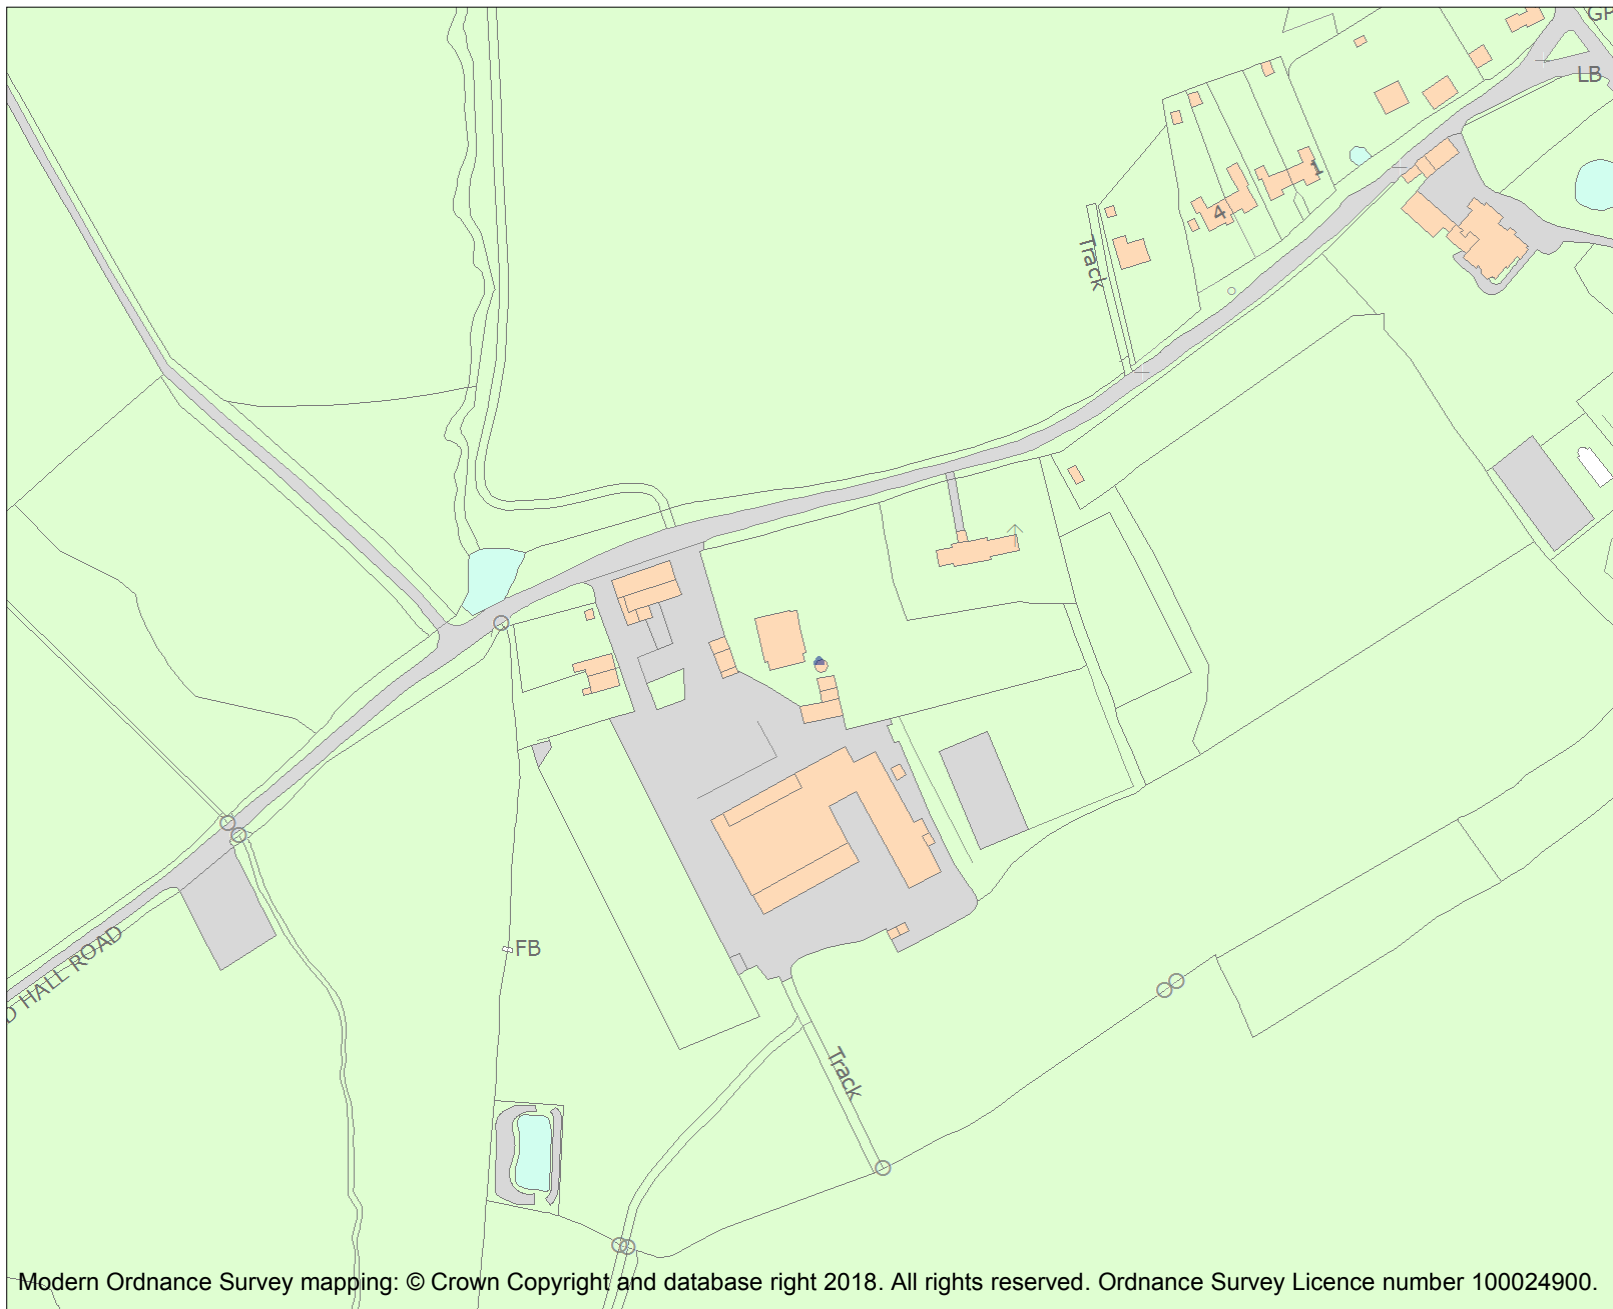 GP
LB
1
4
Track
FB
D HALL ROAD
Track
Modern Ordnance Survey mapping: © Crown Copyright and database right 2018. All rights reserved. Ordnance Survey Licence number 100024900.